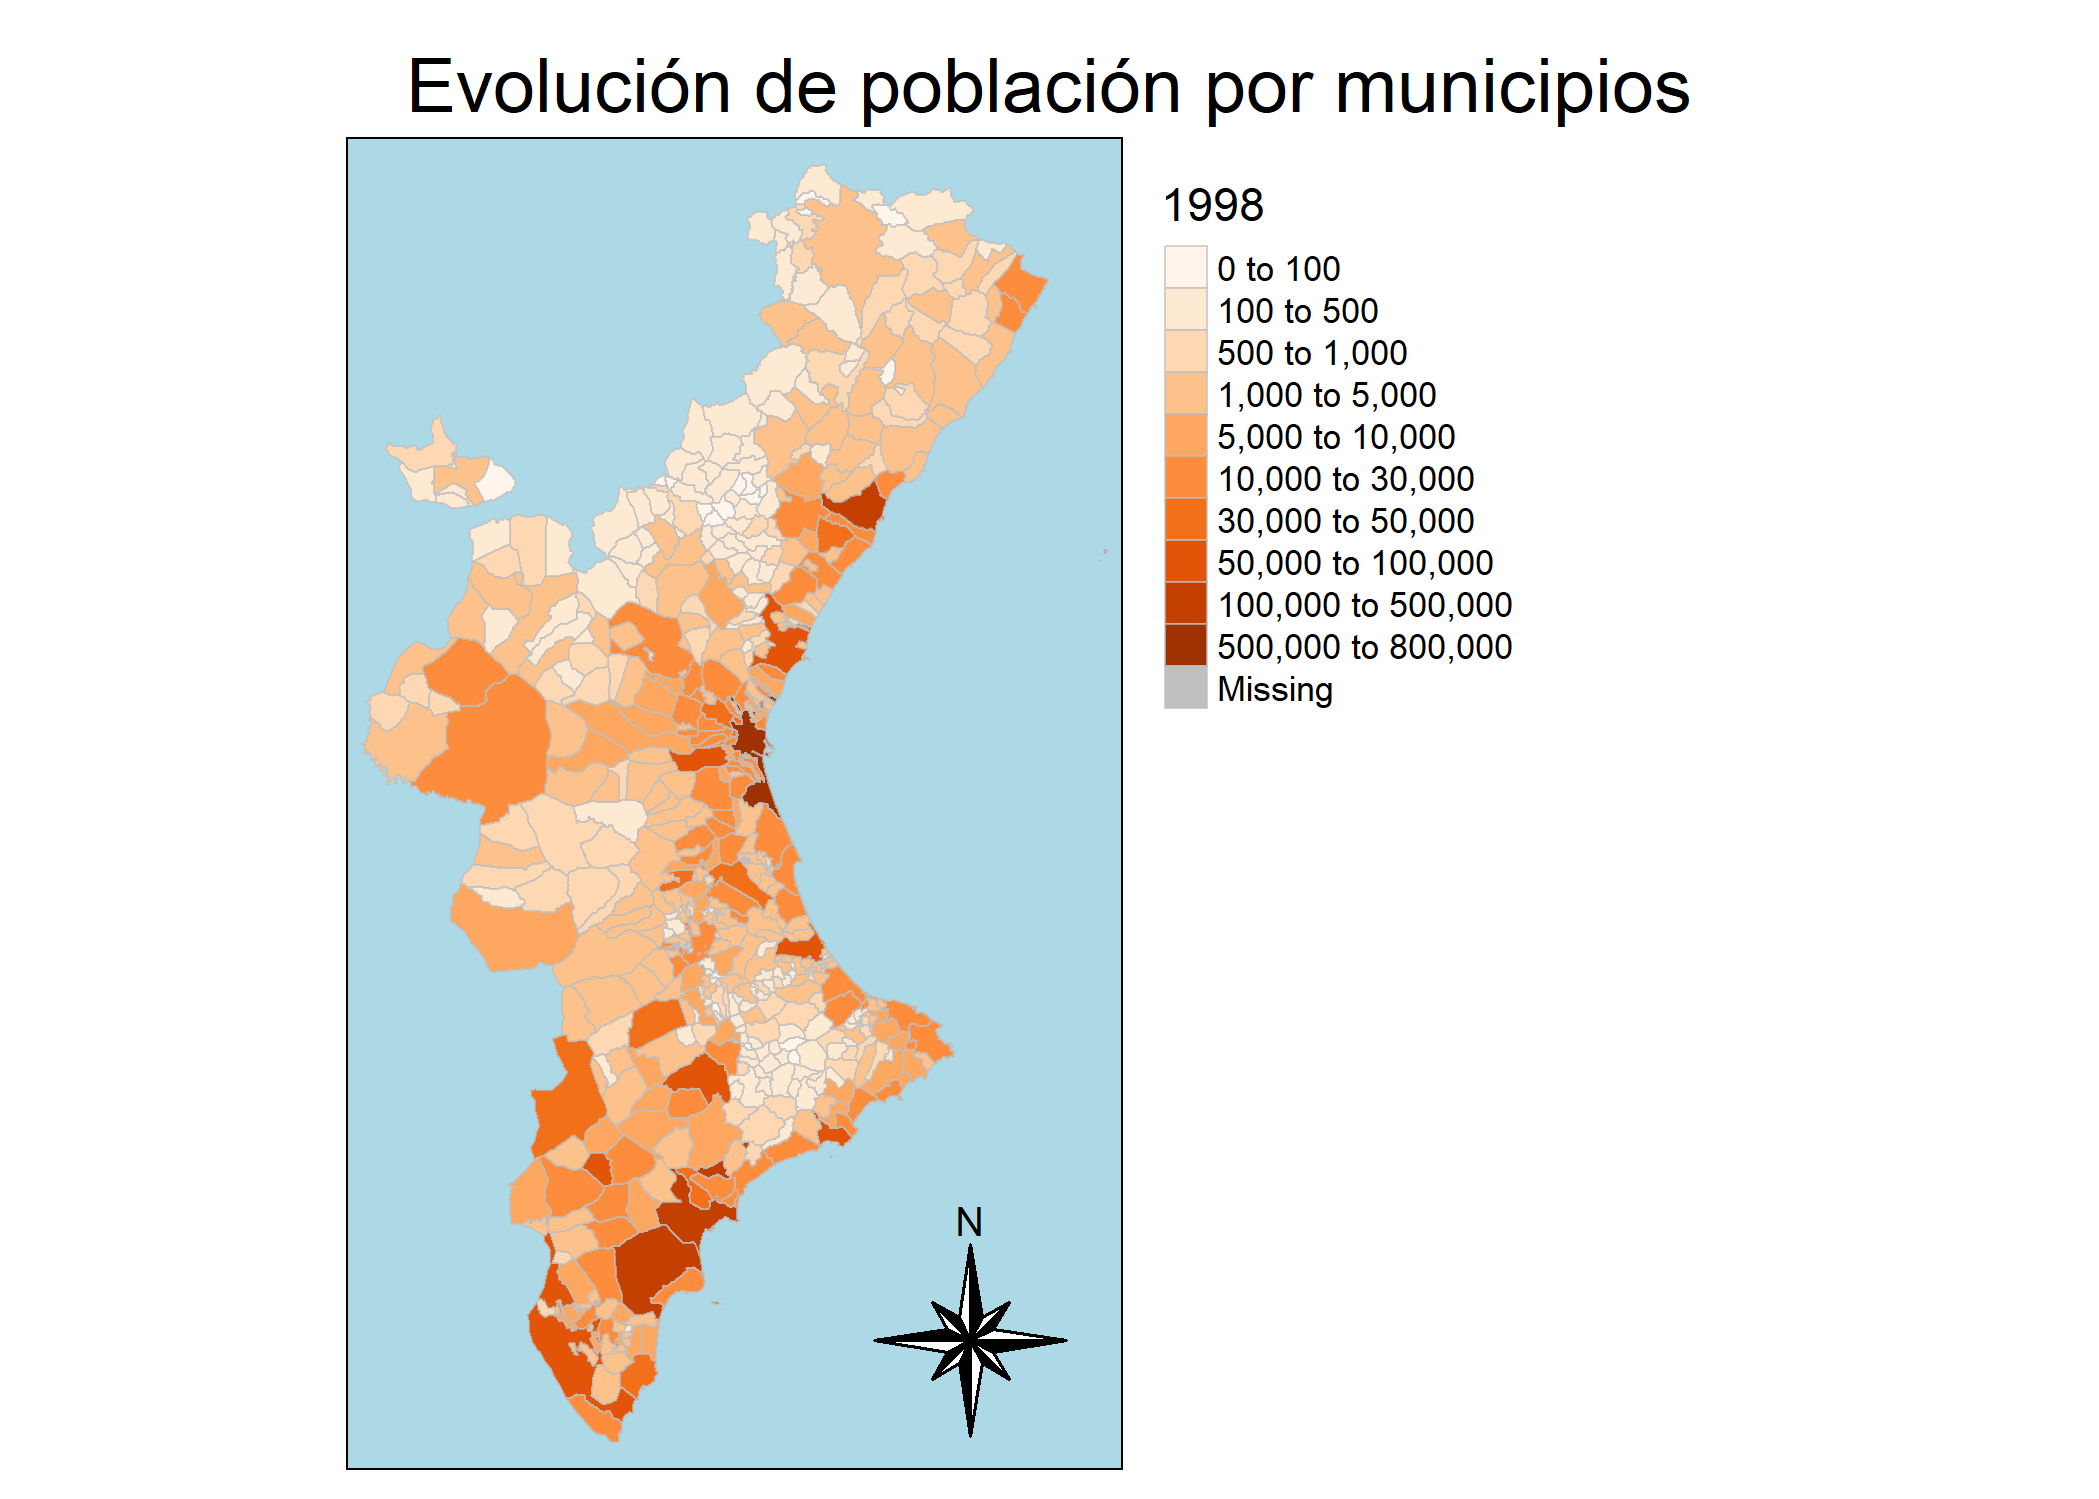 Evolución de población por municipios
1998
0 to 100
100 to 500
500 to 1,000
1,000 to 5,000
5,000 to 10,000
10,000 to 30,000
30,000 to 50,000
50,000 to 100,000
100,000 to 500,000
500,000 to 800,000
Missing
N